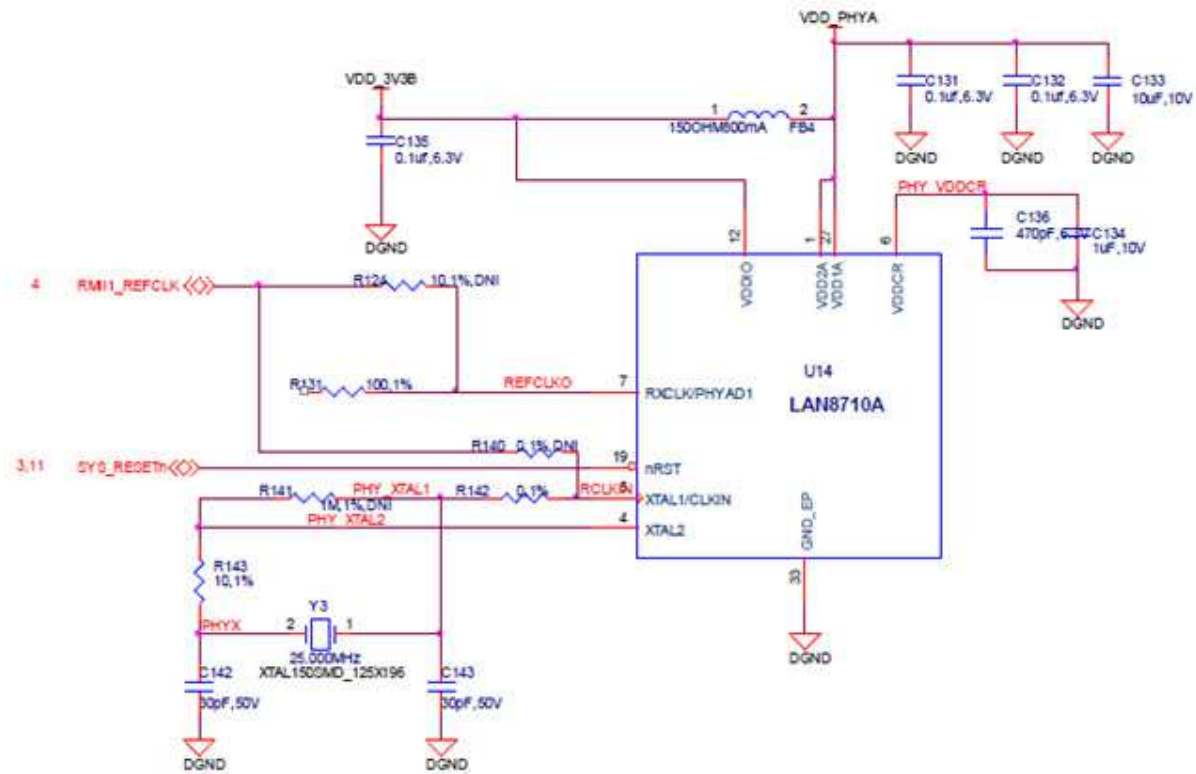 VDD_PHYA
VDD_3V3B
C131
0.1uf,6.3V
C132
0.1uf,6.3V
C133
10uF,10V
1
2
150OHM800mA
FB4
C135
0.1uf,6.3V
DGND
DGND
DGND
PHY_VDDCR
C136
470pF,6.3V
C134
1uF,10V
DGND
12
1
27
6
DGND
VDDIO
VDD2A
VDD1A
VDDCR
4
RMII1_REFCLK
R124
10,1%,DNI
U14
LAN8710A
R131
100,1%
REFCLKO
7
RXCLK/PHYAD1
R140
0,1%,DNI
3,11
SYS_RESETn
19
nRST
R141
1M,1%,DNI
PHY_XTAL1
R142
0,1%
RCLKIN
5
XTAL1/CLKIN
PHY_XTAL2
4
XTAL2
GND_EP
33
DGND
R143
10,1%
PHYX
2
Y3
1
25.000MHz
XTAL150SMD_125X196
C142
30pF,50V
C143
30pF,50V
DGND
DGND